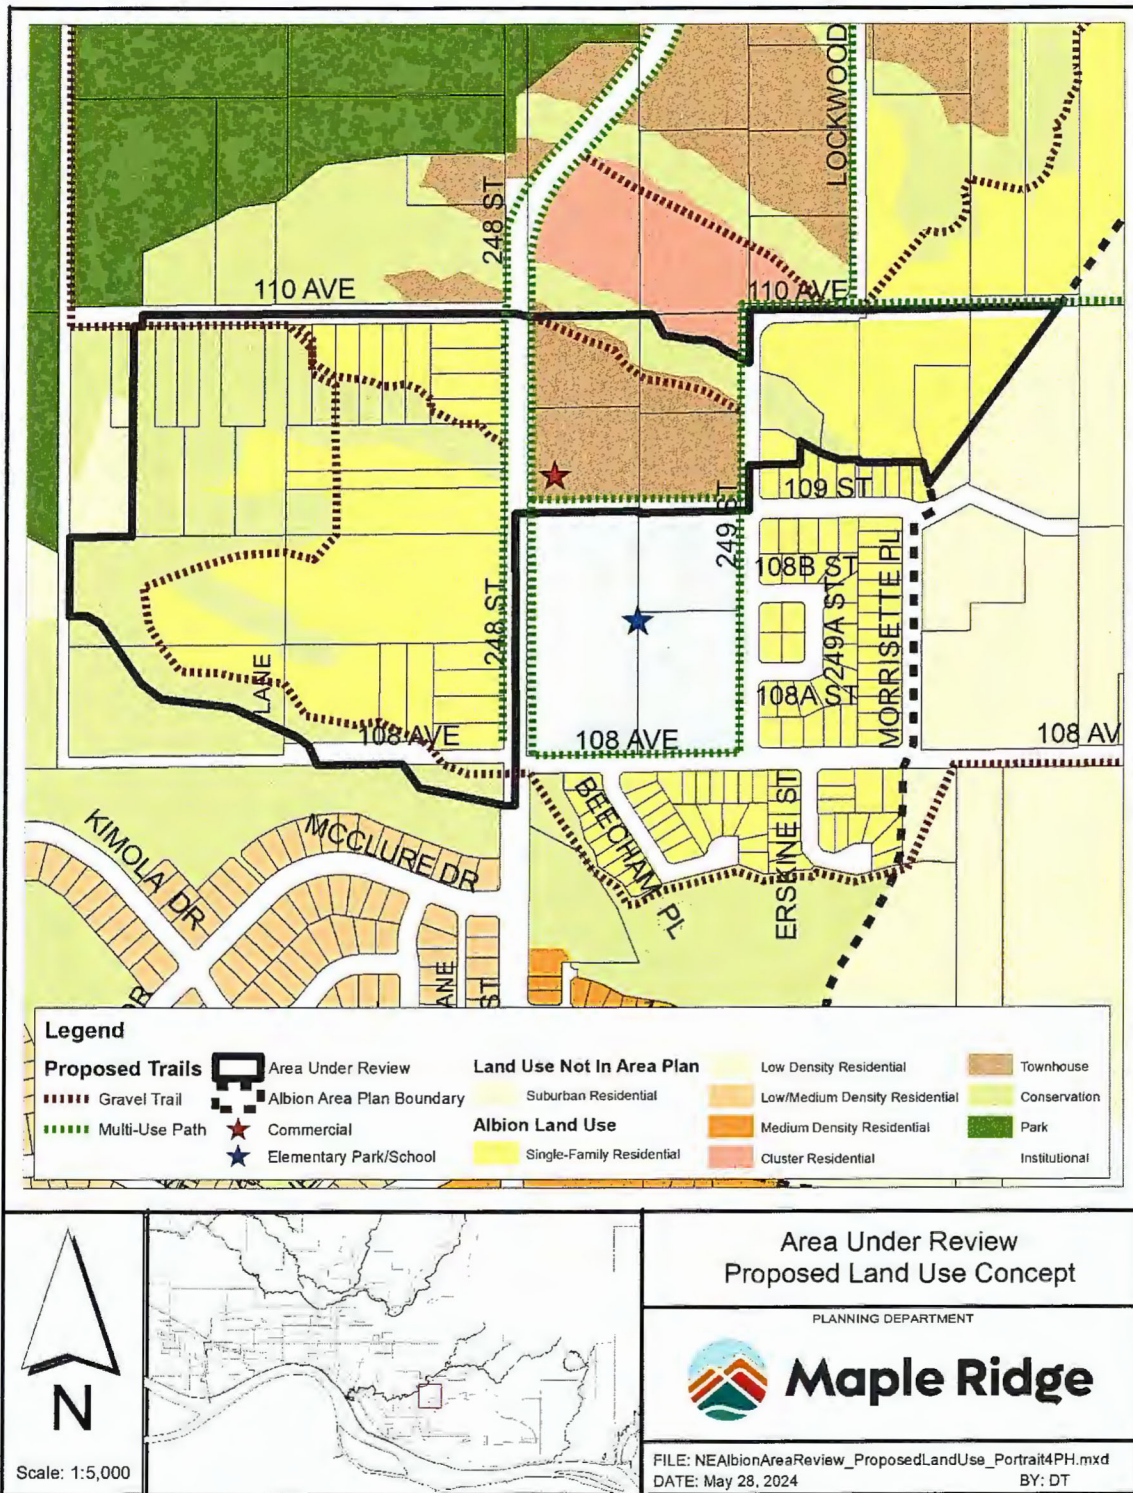 LOCKWOOD
248 ST
110 AVE
110 AVE
109 ST
249 ST
108B ST
249A ST
MORRISETTE PL
248 ST
LANE
108A ST
108 AVE
108 AVE
108 AV
KIMOLA DR
MCCLURE DR
BEECHAM PL
ERSKINE ST
DR
ANE
ST
Legend
Proposed Trails
Gravel Trail
Multi-Use Path
Area Under Review
Albion Area Plan Boundary
Commercial
Elementary Park/School
Land Use Not In Area Plan
Suburban Residential
Albion Land Use
Single-Family Residential
Low Density Residential
Low/Medium Density Residential
Medium Density Residential
Cluster Residential
Townhouse
Conservation
Park
Institutional
N
Scale: 1:5,000
Area Under Review
Proposed Land Use Concept
PLANNING DEPARTMENT
Maple Ridge
FILE: NEAlbionAreaReview_ProposedLandUse_Portrait4PH.mxd
DATE: May 28, 2024 BY: DT